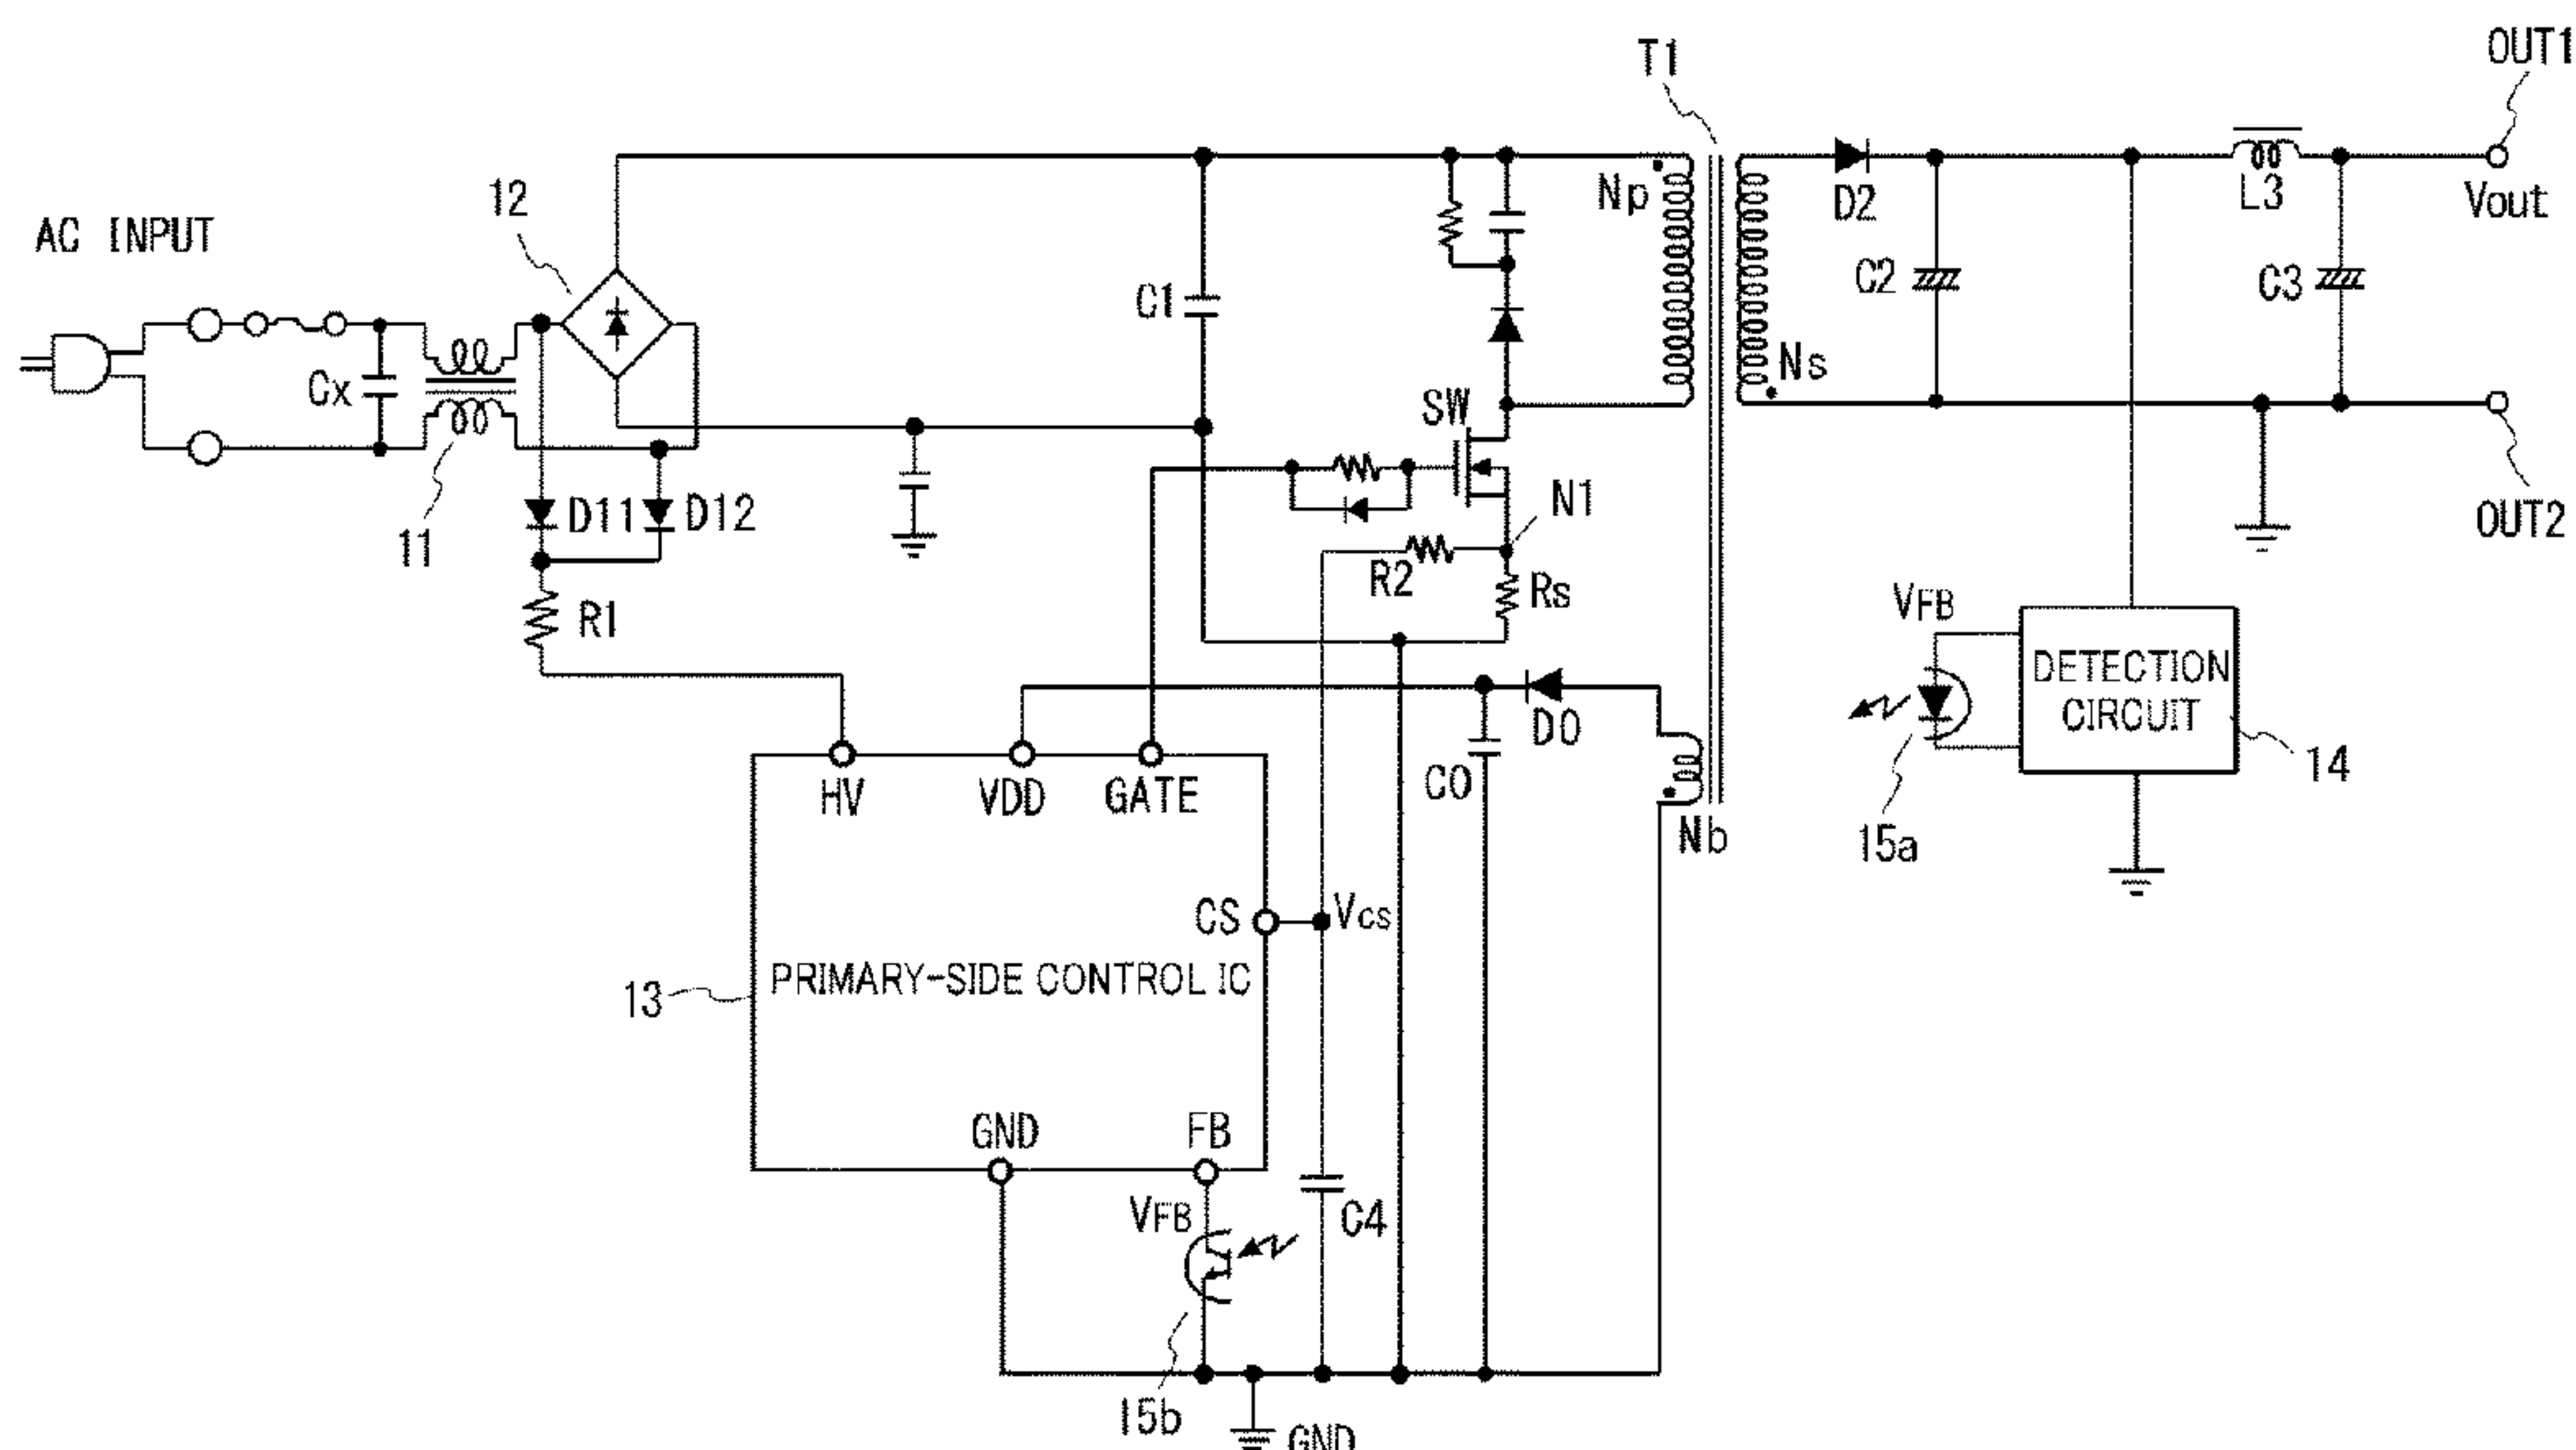 OUT1
T1
12
Np
D2
L3
Vout
AC INPUT
C1
C2
C3
Cx
Ns
SW
11
D11
D12
N1
OUT2
R2
Rs
R1
VFB
DETECTION
CIRCUIT
D0
C0
14
HV
VDD
GATE
Nb
15a
CS
Vcs
PRIMARY-SIDE CONTROL IC
13
GND
FB
VFB
C4
15b
GND